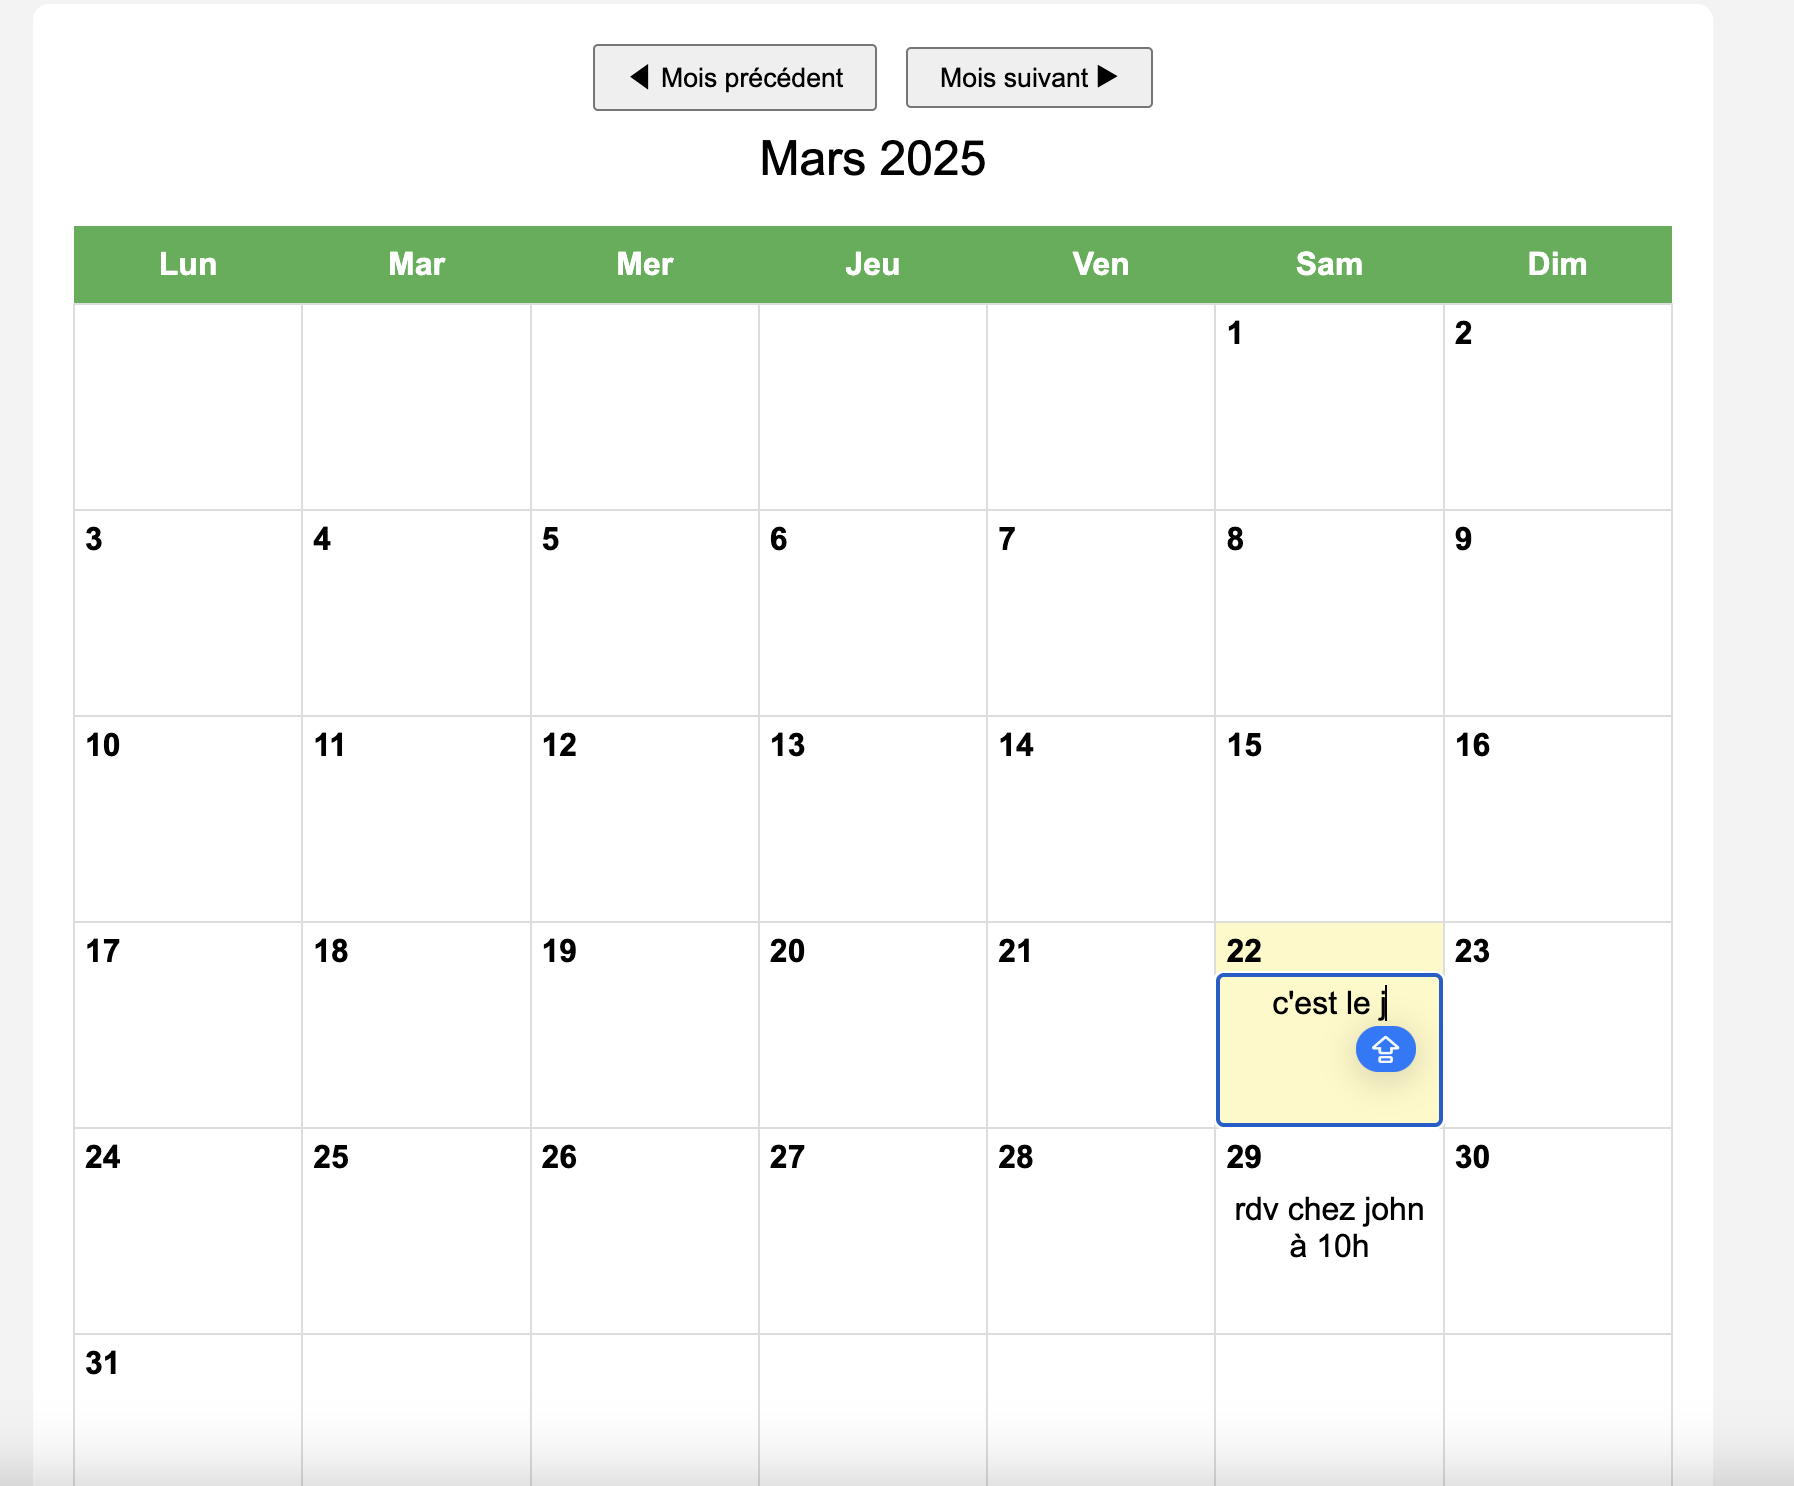 ◀ Mois précédent Mois suivant ▶
Mars 2025
Lun Mar Mer Jeu Ven Sam Dim
1 2
3 4 5 6 7 8 9
10 11 12 13 14 15 16
17 18 19 20 21 22 23
c'est le j
24 25 26 27 28 29 30
rdv chez john
à 10h
31